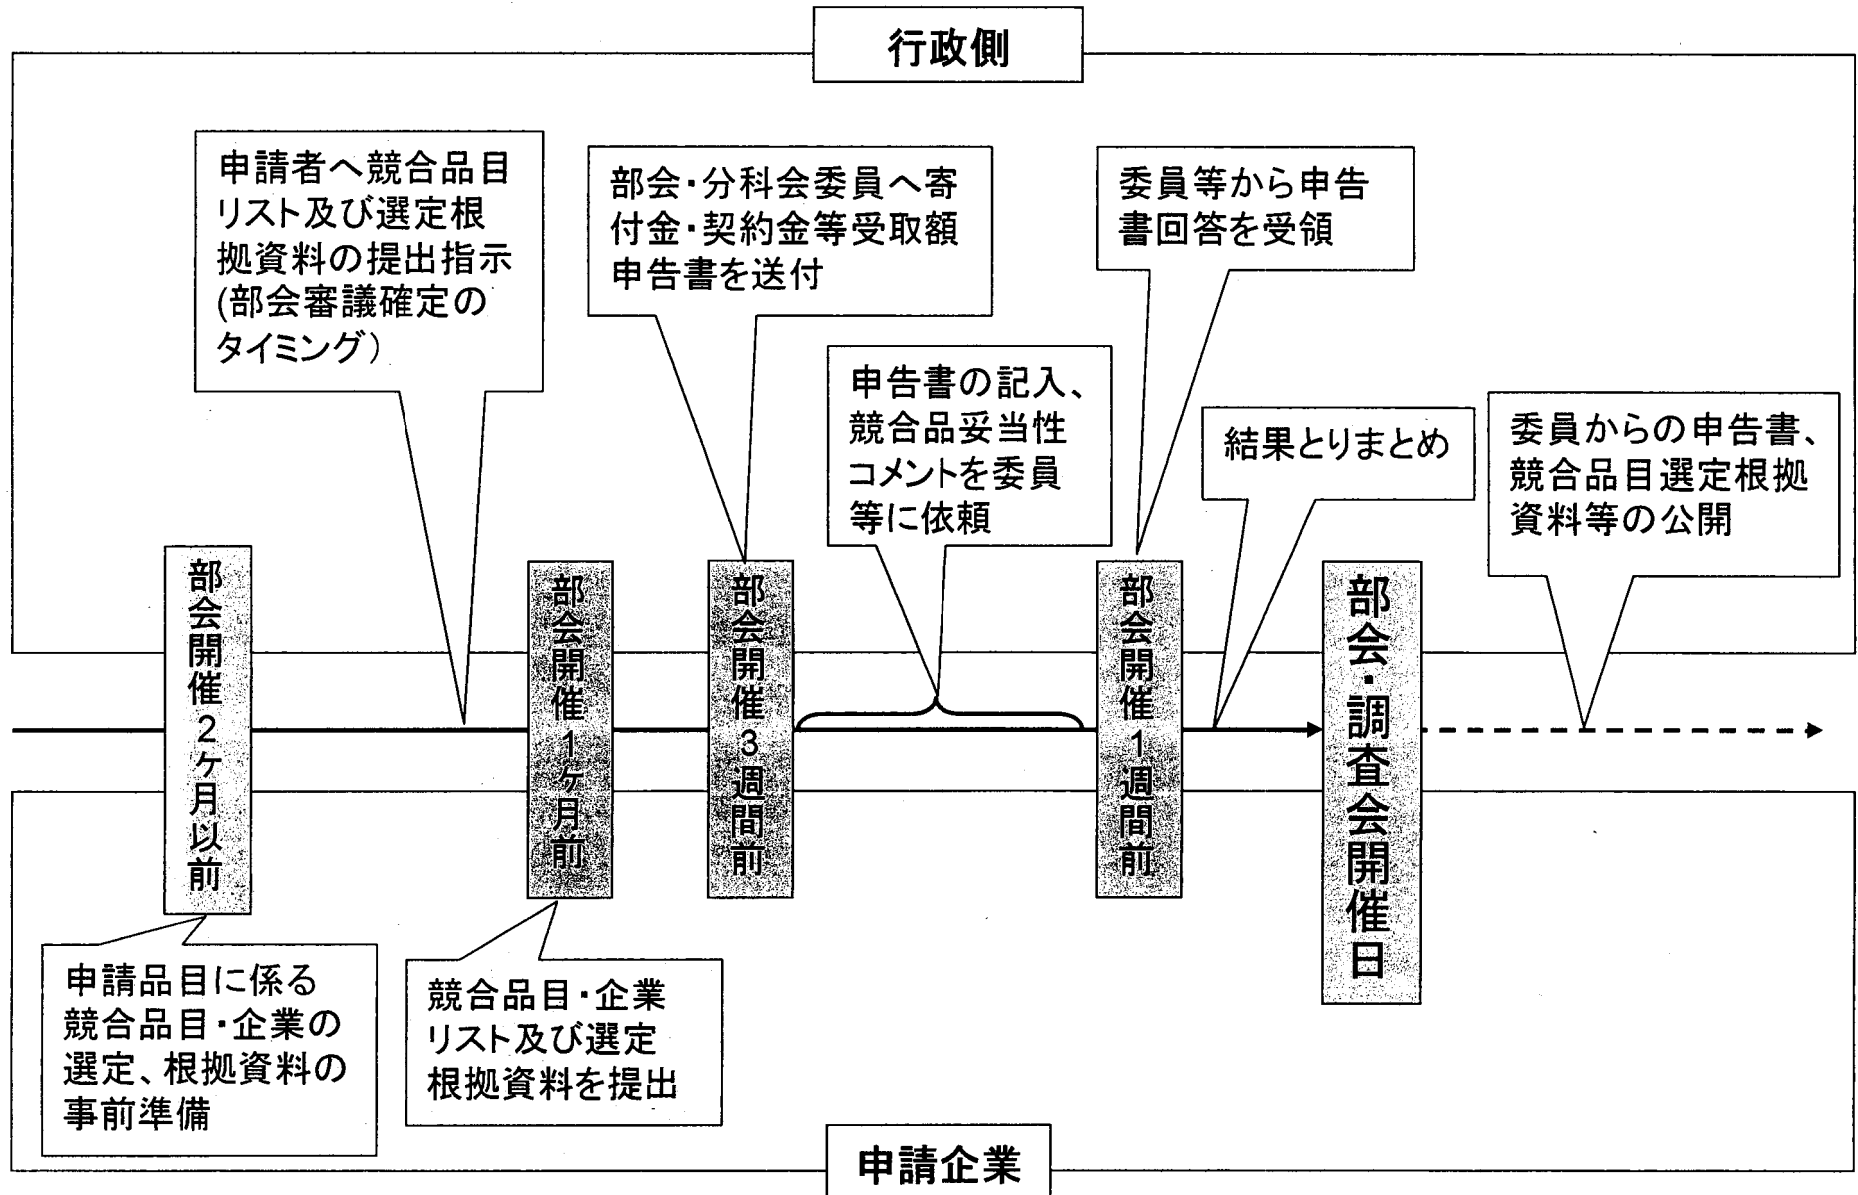 行政側
申請者へ競合品目
リスト及び選定根
拠資料の提出指示
(部会審議確定の
タイミング)
部会・分科会委員へ寄
付金・契約金等受取額
申告書を送付
委員等から申告
書回答を受領
申告書の記入、
競合品妥当性
コメントを委員
等に依頼
結果とりまとめ
委員からの申告書、
競合品目選定根拠
資料等の公開
部会開催2ヶ月以前
部会開催1ヶ月前
部会開催3週間前
部会開催1週間前
部会・調査会開催日
申請品目に係る
競合品目・企業の
選定、根拠資料の
事前準備
競合品目・企業
リスト及び選定
根拠資料を提出
申請企業